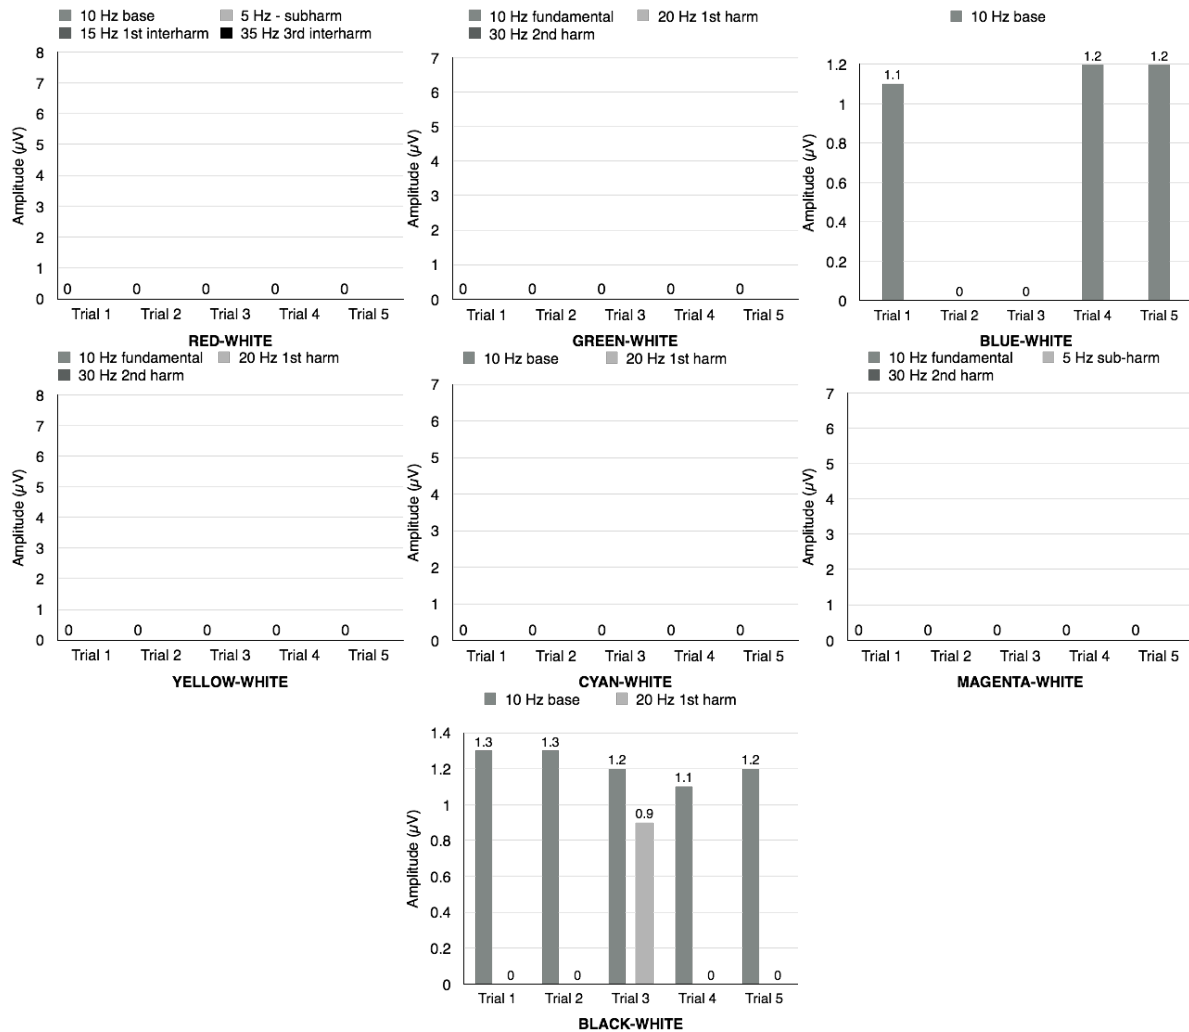 10 Hz base 5 Hz - subharm
15 Hz 1st interharm 35 Hz 3rd interharm
8
7
6
5
4
3
2
1
0
Amplitude (µV)
0 0 0 0 0
Trial 1 Trial 2 Trial 3 Trial 4 Trial 5
RED-WHITE
10 Hz fundamental 20 Hz 1st harm
30 Hz 2nd harm
7
6
5
4
3
2
1
0
Amplitude (µV)
0 0 0 0 0
Trial 1 Trial 2 Trial 3 Trial 4 Trial 5
GREEN-WHITE
10 Hz base
1.2
1
0.8
0.6
0.4
0.2
0
Amplitude (µV)
1.1 0 0 1.2 1.2
Trial 1 Trial 2 Trial 3 Trial 4 Trial 5
BLUE-WHITE
10 Hz fundamental 20 Hz 1st harm
30 Hz 2nd harm
8
7
6
5
4
3
2
1
0
Amplitude (µV)
0 0 0 0 0
Trial 1 Trial 2 Trial 3 Trial 4 Trial 5
YELLOW-WHITE
10 Hz base 20 Hz 1st harm
7
6
5
4
3
2
1
0
Amplitude (µV)
0 0 0 0 0
Trial 1 Trial 2 Trial 3 Trial 4 Trial 5
CYAN-WHITE
10 Hz fundamental 5 Hz sub-harm
30 Hz 2nd harm
7
6
5
4
3
2
1
0
Amplitude (µV)
0 0 0 0 0
Trial 1 Trial 2 Trial 3 Trial 4 Trial 5
MAGENTA-WHITE
10 Hz base 20 Hz 1st harm
1.4
1.2
1
0.8
0.6
0.4
0.2
0
Amplitude (µV)
1.3 0 1.3 0 1.2 0.9 1.1 0 1.2 0
Trial 1 Trial 2 Trial 3 Trial 4 Trial 5
BLACK-WHITE